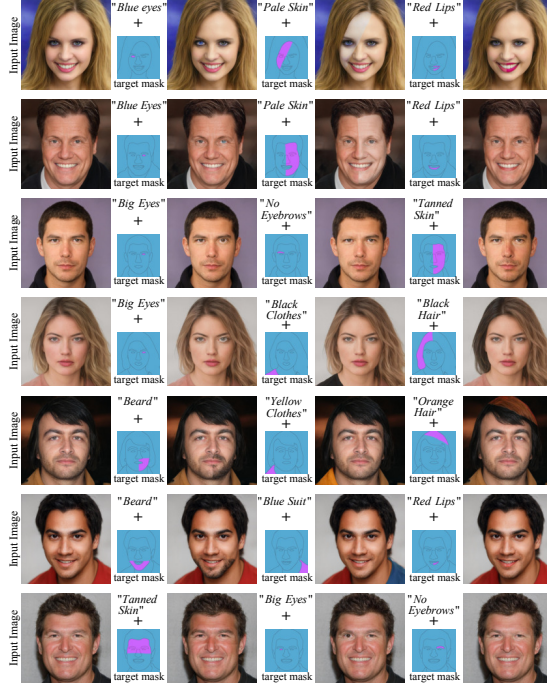 Input Image
"Blue eyes"
+
target mask
"Pale Skin"
+
target mask
"Red Lips"
+
target mask
Input Image
"Blue Eyes"
+
target mask
"Pale Skin"
+
target mask
"Red Lips"
+
target mask
Input Image
"Big Eyes"
+
target mask
"No
Eyebrows"
+
target mask
"Tanned
Skin"
+
target mask
Input Image
"Big Eyes"
+
target mask
"Black
Clothes"
+
target mask
"Black
Hair"
+
target mask
Input Image
"Beard"
+
target mask
"Yellow
Clothes"
+
target mask
"Orange
Hair"
+
target mask
Input Image
"Beard"
+
target mask
"Blue Suit"
+
target mask
"Red Lips"
+
target mask
Input Image
"Tanned
Skin"
+
target mask
"Big Eyes"
+
target mask
"No
Eyebrows"
+
target mask